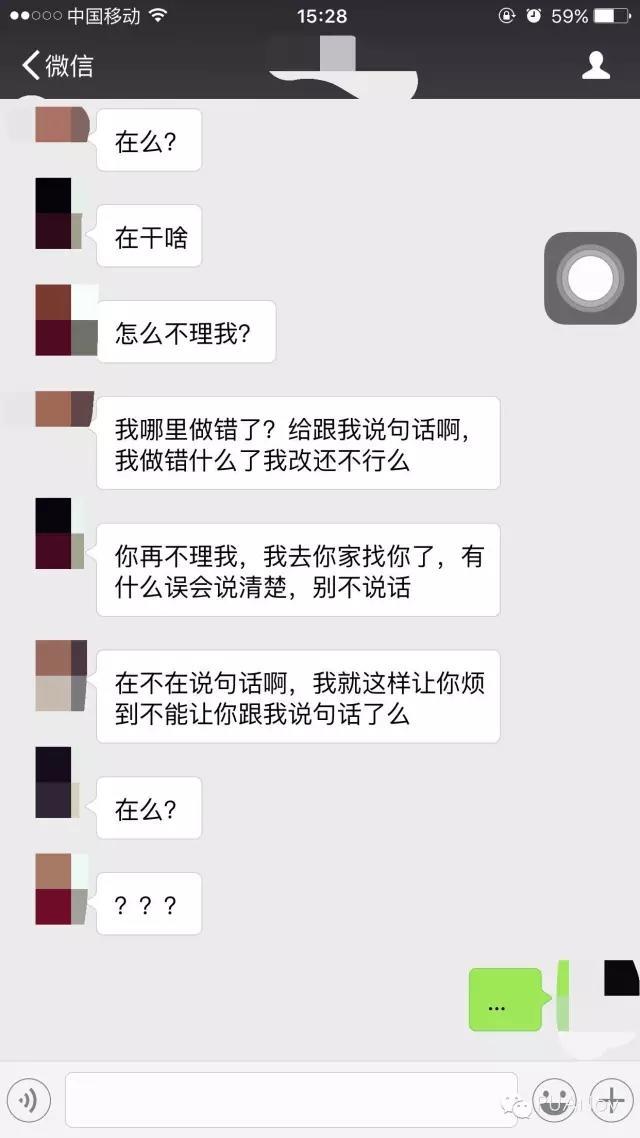 中国移动
15:28
59%
微信
在么?
在干啥
怎么不理我?
我哪里做错了?给跟我说句话啊,
我做错什么了我改还不行么
你再不理我,我去你家找你了,有
什么误会说清楚,别不说话
在不在说句话啊,我就这样让你烦
到不能让你跟我说句话了么
在么?
???
...